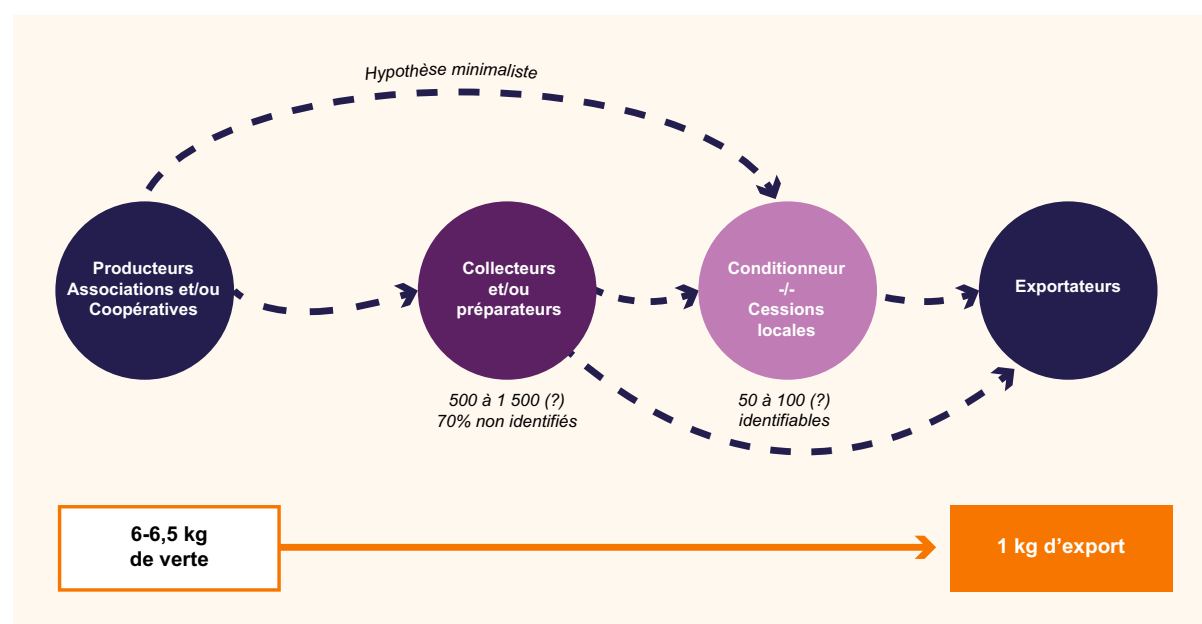 Hypothèse minimaliste
Producteurs
Associations et/ou
Coopératives
Collecteurs
et/ou
préparateurs
Conditionneur
-/-
Cessions
locales
Exportateurs
500 à 1 500 (?)
70% non identifiés
50 à 100 (?)
identifiables
6-6,5 kg
de verte
1 kg d’export